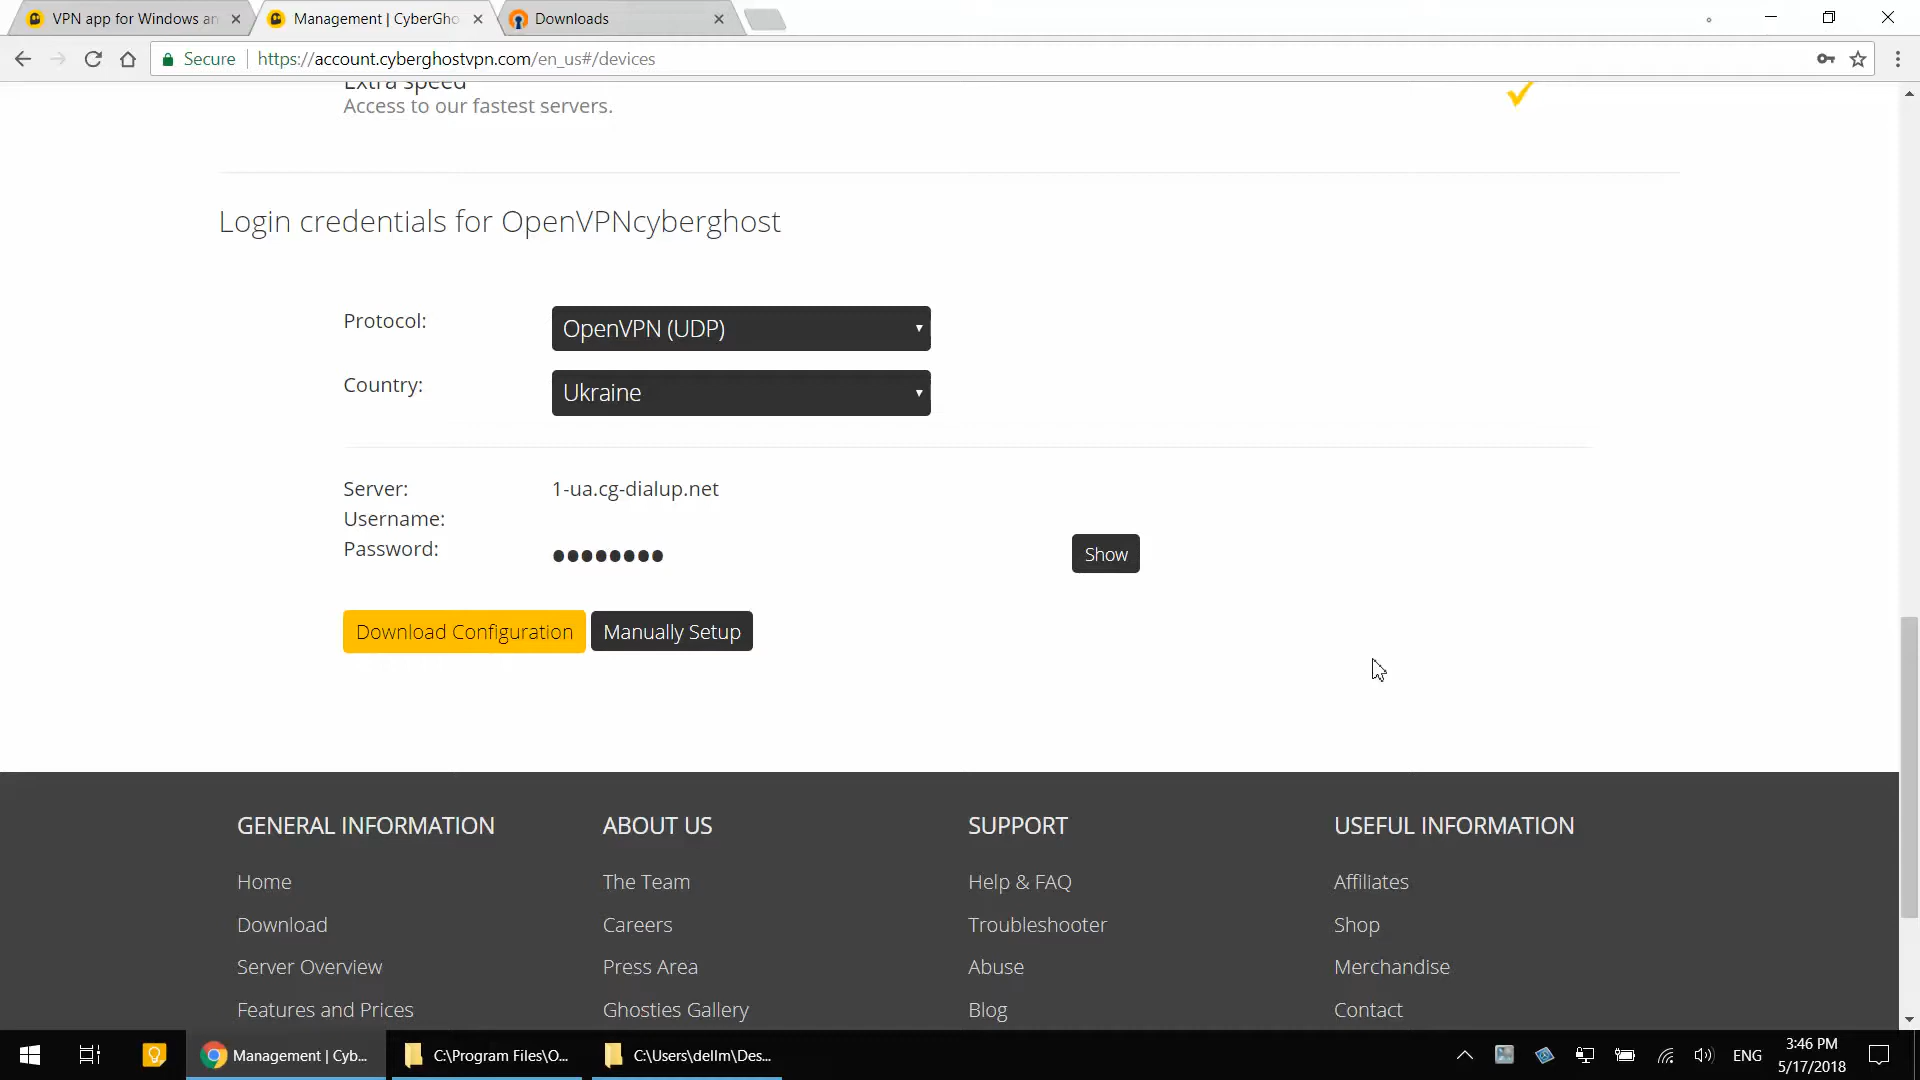 VPN app for Windows an
Management | CyberGho
Downloads
Secure
https://account.cyberghostvpn.com/en_us#/devices
Extra speed
Access to our fastest servers.
Login credentials for OpenVPNcyberghost
Protocol:
OpenVPN (UDP)
Country:
Ukraine
Server:
1-ua.cg-dialup.net
Username:
Password:
●●●●●●●●
Show
Download Configuration
Manually Setup
GENERAL INFORMATION
Home
Download
Server Overview
Features and Prices
ABOUT US
The Team
Careers
Press Area
Ghosties Gallery
SUPPORT
Help & FAQ
Troubleshooter
Abuse
Blog
USEFUL INFORMATION
Affiliates
Shop
Merchandise
Contact
Management | Cyb...
C:\Program Files\O...
C:\Users\dellm\Des...
ENG
3:46 PM
5/17/2018